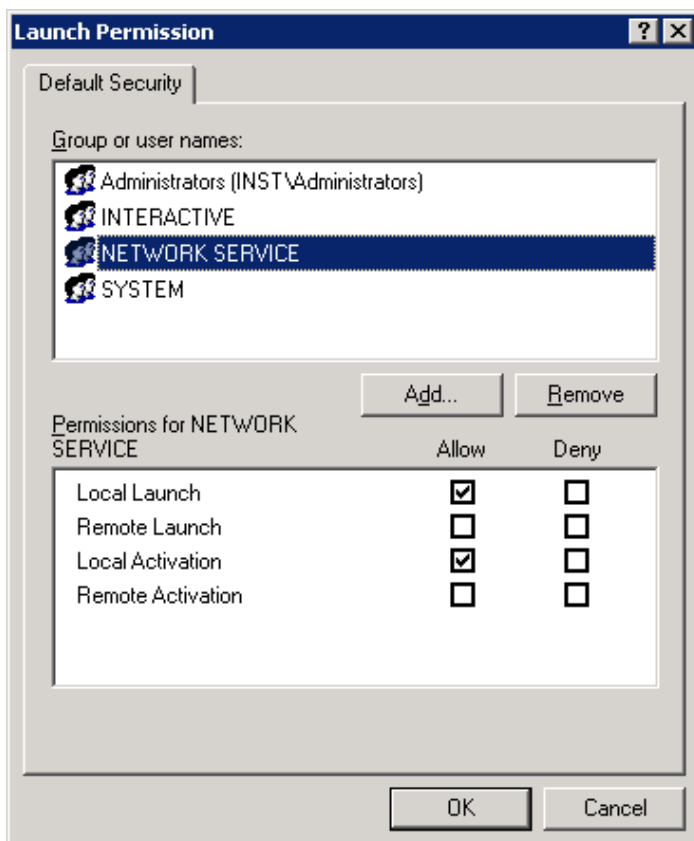 Launch Permission
Default Security
Group or user names:
Administrators (INST\Administrators)
INTERACTIVE
NETWORK SERVICE
SYSTEM
Add... Remove
Permissions for NETWORK
SERVICE Allow Deny
Local Launch
Remote Launch
Local Activation
Remote Activation
OK Cancel